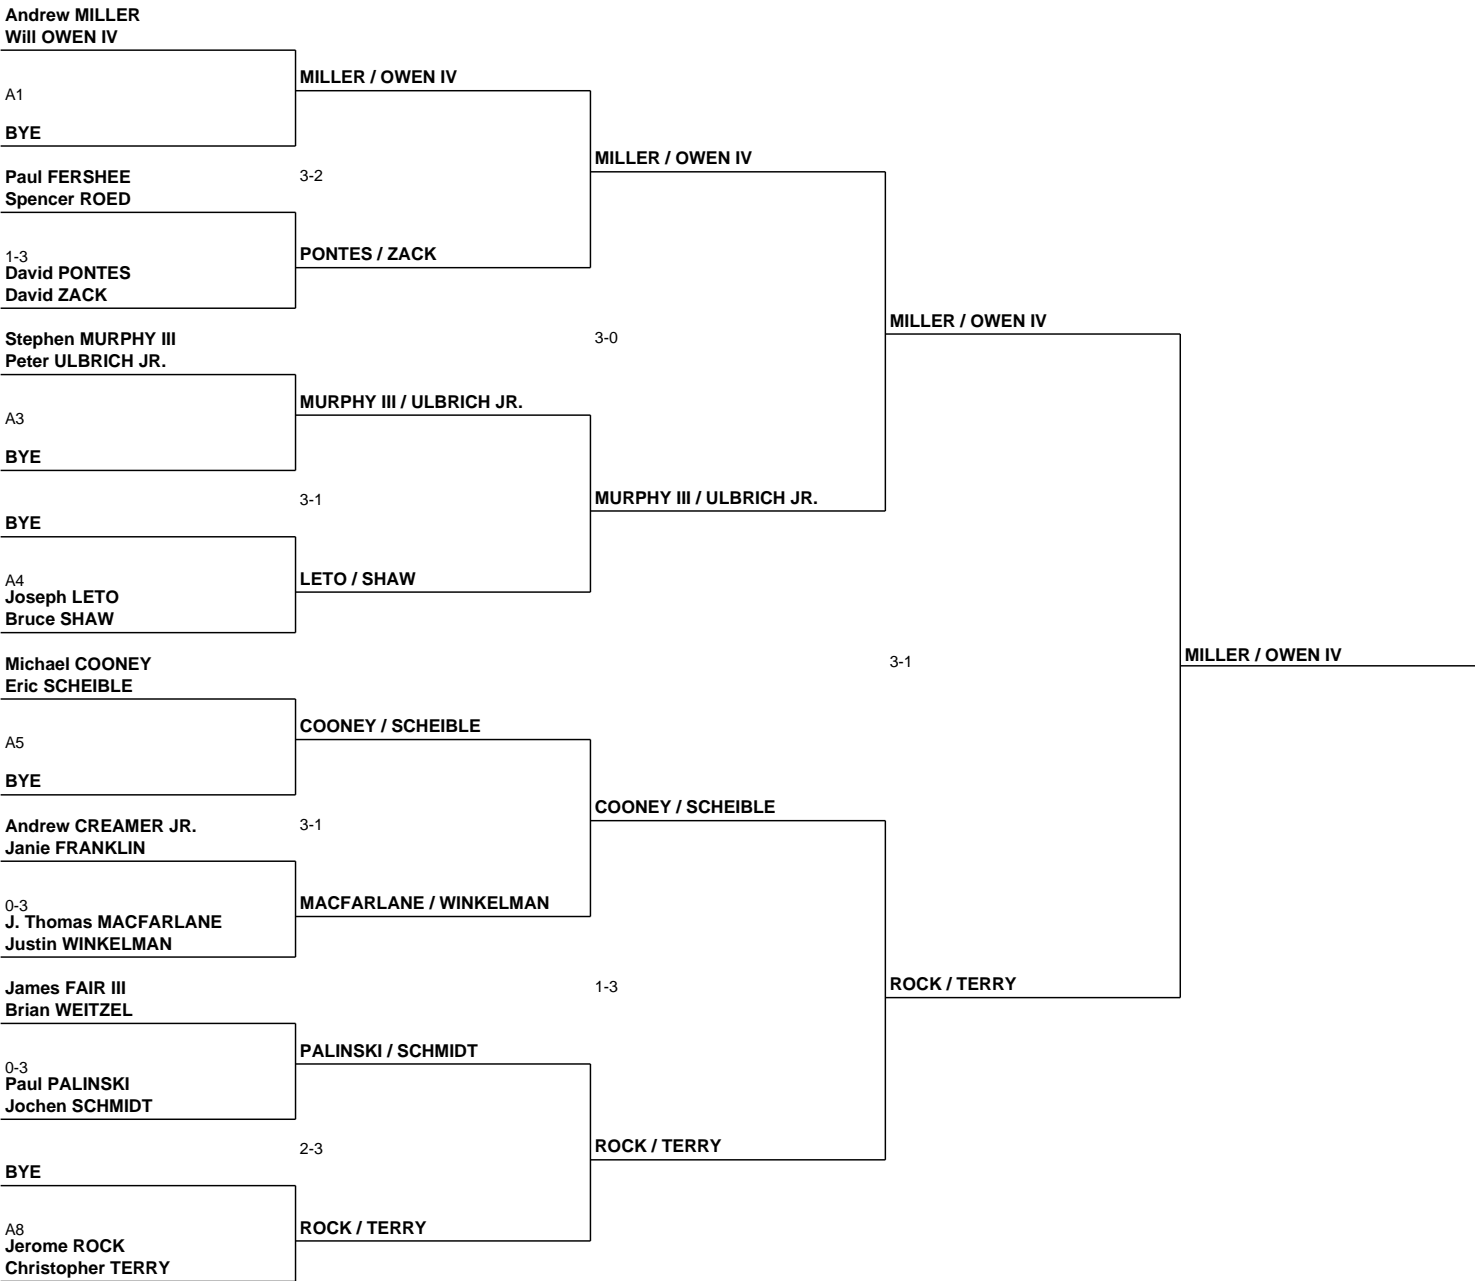 Andrew MILLER
Will OWEN IV
A1
BYE
Paul FERSHEE
Spencer ROED
1-3
David PONTES
David ZACK
Stephen MURPHY III
Peter ULBRICH JR.
A3
BYE
BYE
A4
Joseph LETO
Bruce SHAW
Michael COONEY
Eric SCHEIBLE
A5
BYE
Andrew CREAMER JR.
Janie FRANKLIN
0-3
J. Thomas MACFARLANE
Justin WINKELMAN
James FAIR III
Brian WEITZEL
0-3
Paul PALINSKI
Jochen SCHMIDT
BYE
A8
Jerome ROCK
Christopher TERRY
MILLER / OWEN IV
3-2
PONTES / ZACK
MURPHY III / ULBRICH JR.
3-1
LETO / SHAW
COONEY / SCHEIBLE
3-1
MACFARLANE / WINKELMAN
PALINSKI / SCHMIDT
2-3
ROCK / TERRY
MILLER / OWEN IV
3-0
MURPHY III / ULBRICH JR.
COONEY / SCHEIBLE
1-3
ROCK / TERRY
MILLER / OWEN IV
3-1
ROCK / TERRY
MILLER / OWEN IV